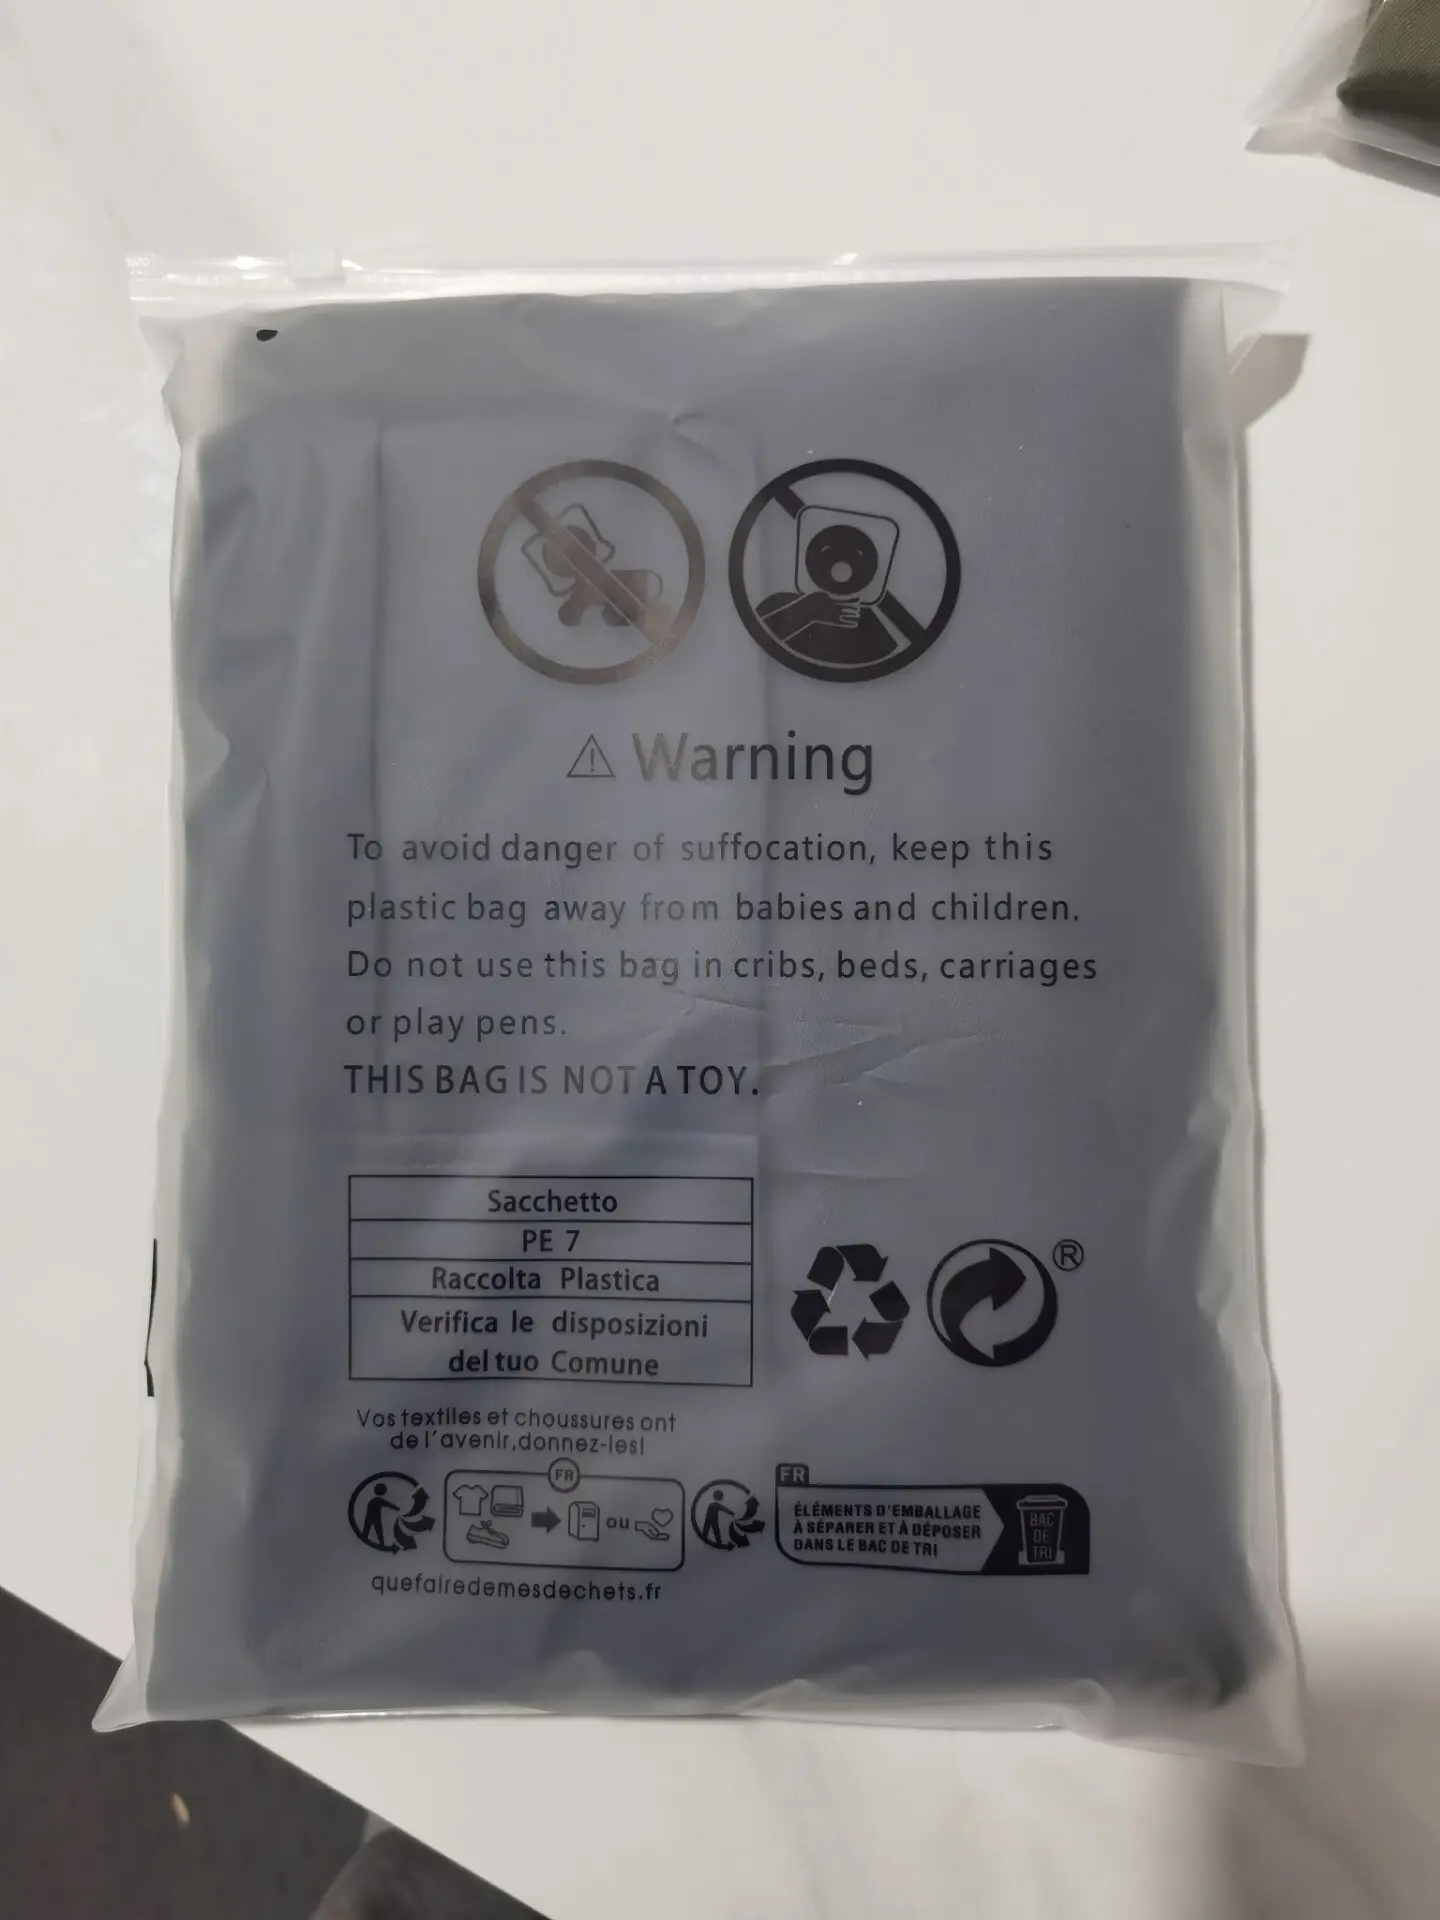 ⚠ Warning
To avoid danger of suffocation, keep this
plastic bag away from babies and children.
Do not use this bag in cribs, beds, carriages
or play pens.
THIS BAG IS NOT A TOY.
Sacchetto
PE 7
Raccolta Plastica
Verifica le disposizioni
del tuo Comune
®
Vos textiles et choussures ont
de l'avenir,donnez-les!
FR
ou
quefairedemesdechets.fr
FR
ÉLÉMENTS D'EMBALLAGE
À SÉPARER ET À DÉPOSER
DANS LE BAC DE TRI
BAC
DE
TRI